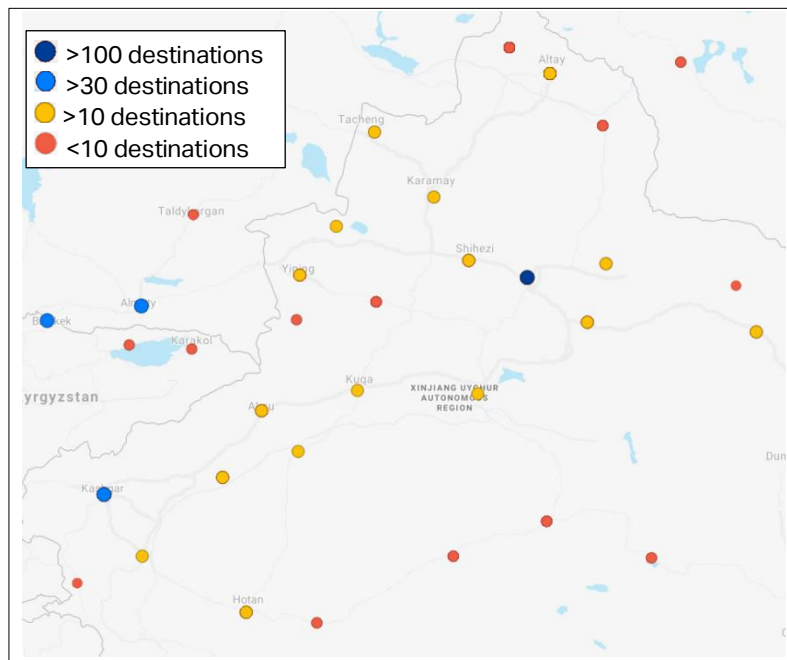 >100 destinations
>30 destinations
>10 destinations
<10 destinations
Altay
Tacheng
Karamay
Taldykorgan
Shihezi
Yining
Almaty
Bishkek
Karakol
Kuqa
XINJIANG UYGHUR
AUTONOMOUS
REGION
yrgyzstan
Aksu
Dun
Kashgar
Hotan